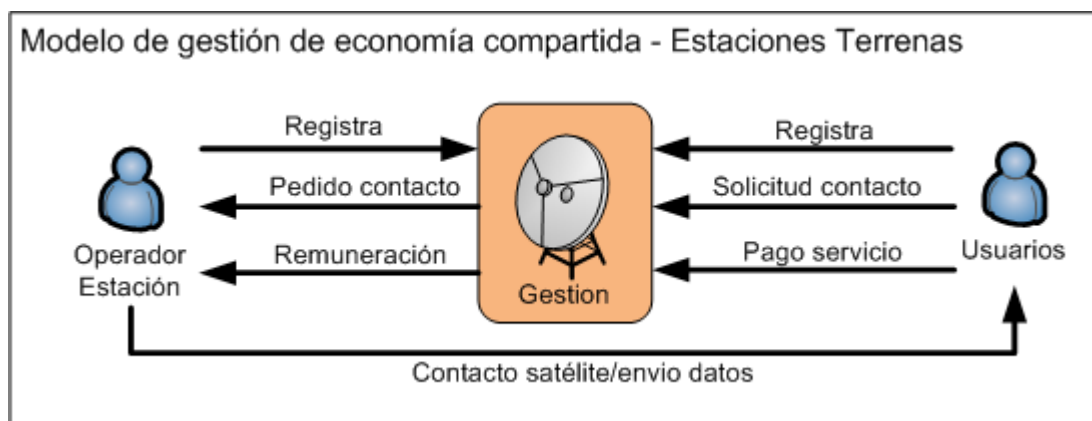 Modelo de gestión de economía compartida - Estaciones Terrenas
Registra
Registra
Pedido contacto
Solicitud contacto
Operador
Estación
Remuneración
Pago servicio
Usuarios
Gestion
Contacto satélite/envio datos